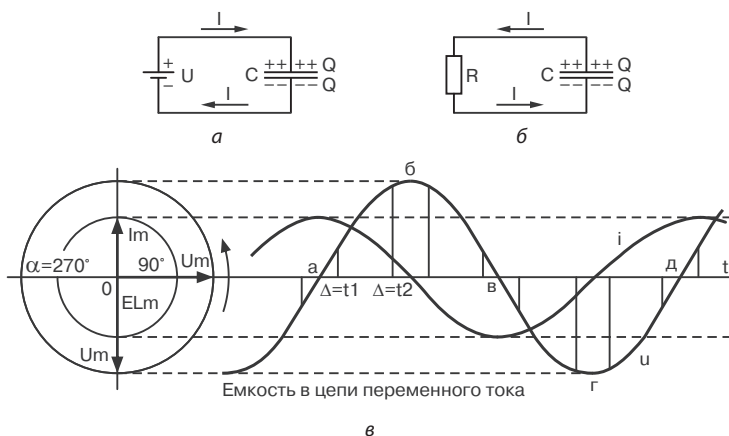 I I
+ U C ++ ++ Q
− −− −− Q
I
R C ++ ++ Q
−− −− Q
I
а б
б
Im i
α=270° 90° Um а в д t
0 ELm Δ=t1 Δ=t2
Um г u
Емкость в цепи переменного тока
в